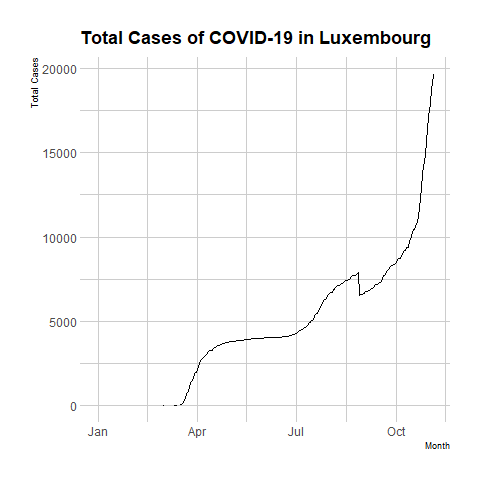 Total Cases of COVID-19 in Luxembourg
Total Cases
20000
15000
10000
5000
0
Jan Apr Jul Oct
Month